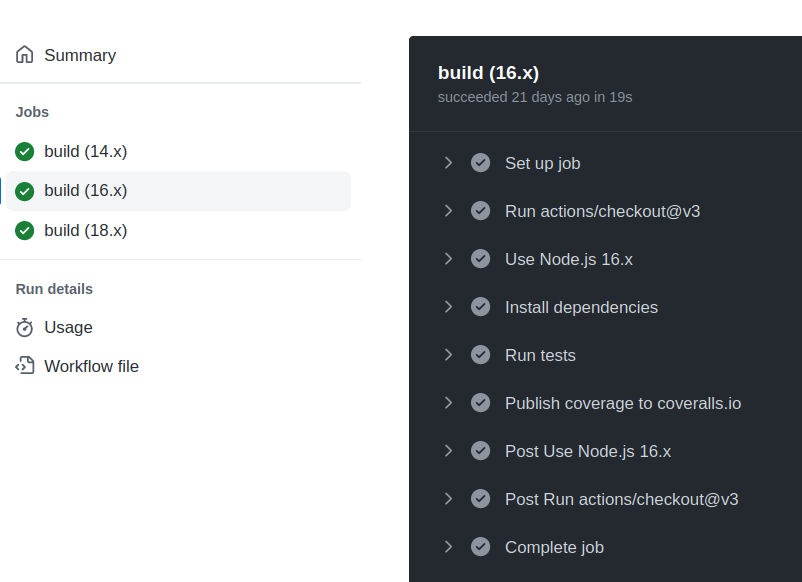 Summary
Jobs
build (14.x)
build (16.x)
build (18.x)
Run details
Usage
Workflow file
build (16.x)
succeeded 21 days ago in 19s
Set up job
Run actions/checkout@v3
Use Node.js 16.x
Install dependencies
Run tests
Publish coverage to coveralls.io
Post Use Node.js 16.x
Post Run actions/checkout@v3
Complete job